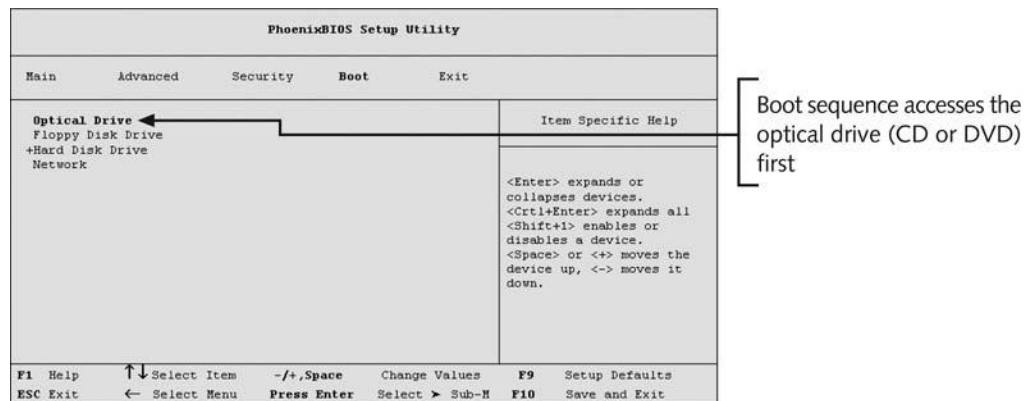 PhoenixBIOS Setup Utility
Main Advanced Security Boot Exit
Optical Drive
Floppy Disk Drive
+Hard Disk Drive
Network
Item Specific Help
<Enter> expands or
collapses devices.
<Crtl+Enter> expands all
<Shift+1> enables or
disables a device.
<Space> or <+> moves the
device up, <-> moves it
down.
F1 Help ↑↓ Select Item -/+,Space Change Values F9 Setup Defaults
ESC Exit ← Select Menu Press Enter Select ➤ Sub-M F10 Save and Exit
Boot sequence accesses the
optical drive (CD or DVD)
first